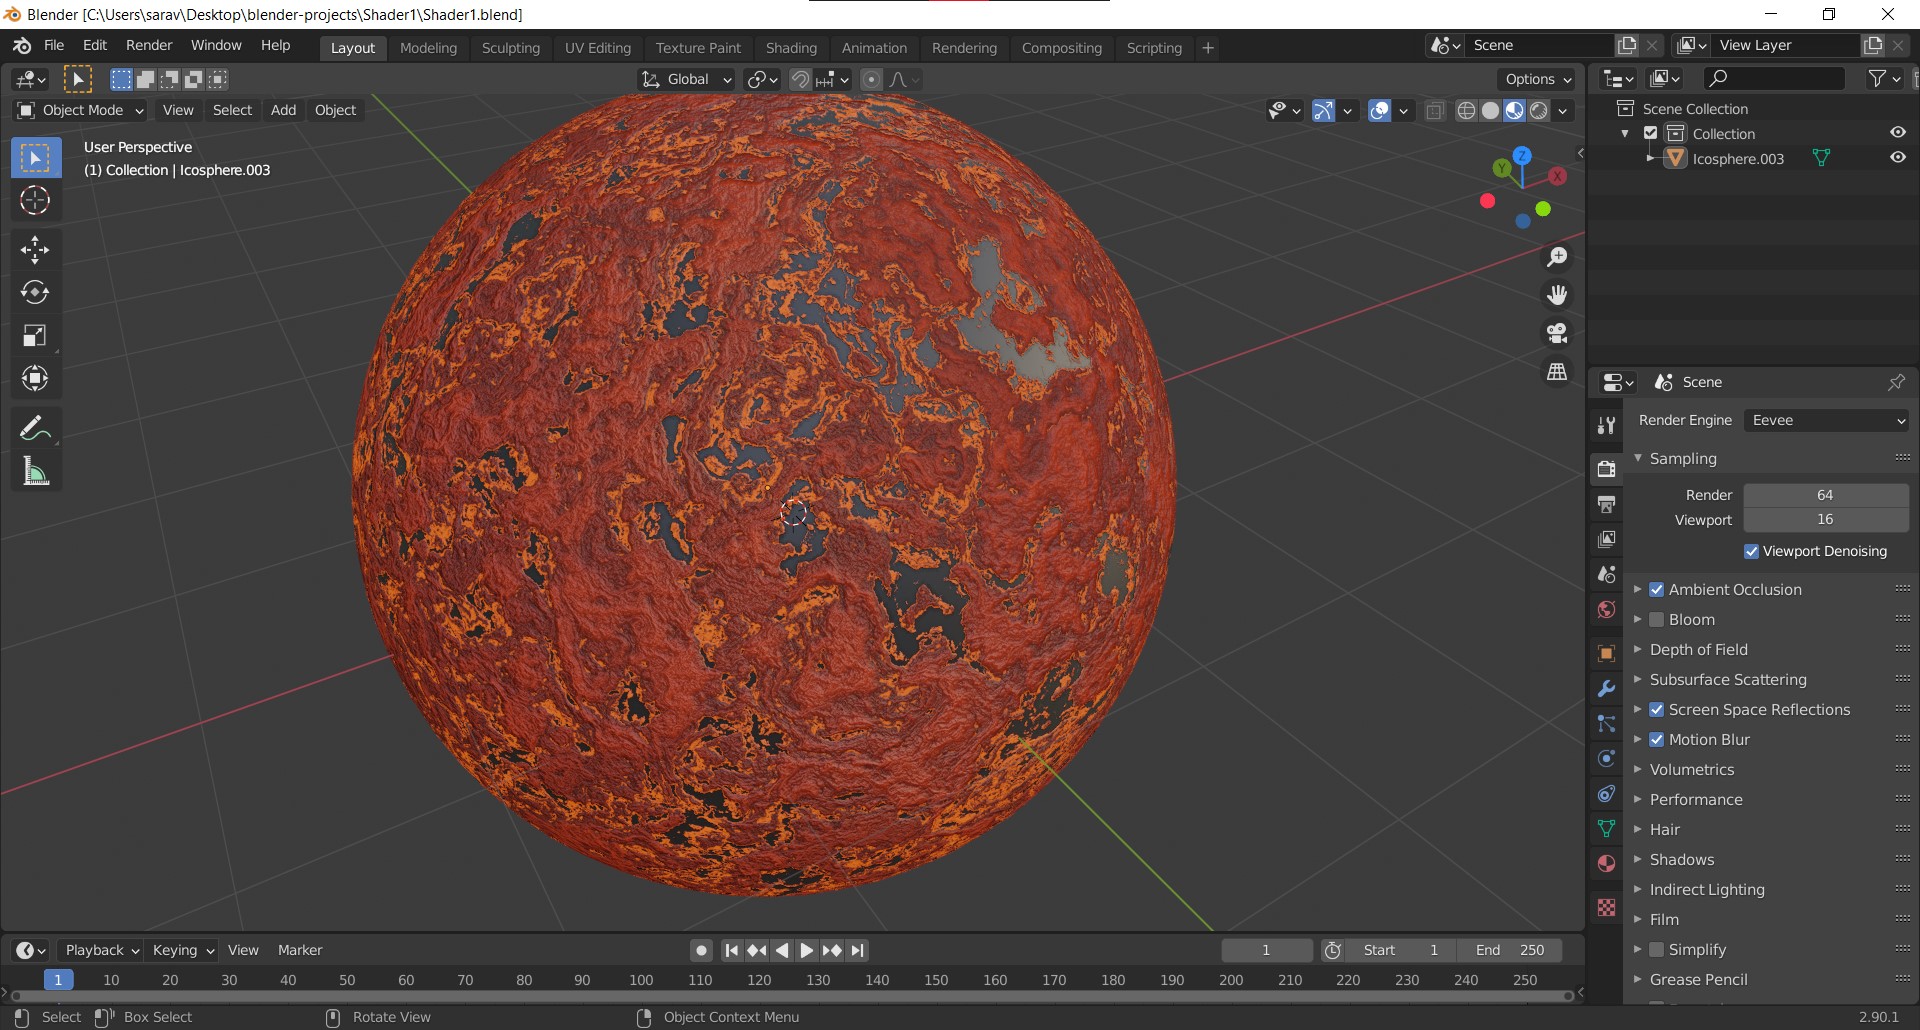 Blender [C:\Users\sarav\Desktop\blender-projects\Shader1\Shader1.blend]
File Edit Render Window Help Layout Modeling Sculpting UV Editing Texture Paint Shading Animation Rendering Compositing Scripting + Scene View Layer
Global Options
Object Mode View Select Add Object
User Perspective
(1) Collection | Icosphere.003
Z
Y
X
Scene Collection
Collection
Icosphere.003
Scene
Render Engine Eevee
Sampling
Render 64
Viewport 16
Viewport Denoising
Ambient Occlusion
Bloom
Depth of Field
Subsurface Scattering
Screen Space Reflections
Motion Blur
Volumetrics
Performance
Hair
Shadows
Indirect Lighting
Film
Simplify
Grease Pencil
Playback Keying View Marker 1 Start 1 End 250
1 10 20 30 40 50 60 70 80 90 100 110 120 130 140 150 160 170 180 190 200 210 220 230 240 250
Select Box Select Rotate View Object Context Menu 2.90.1